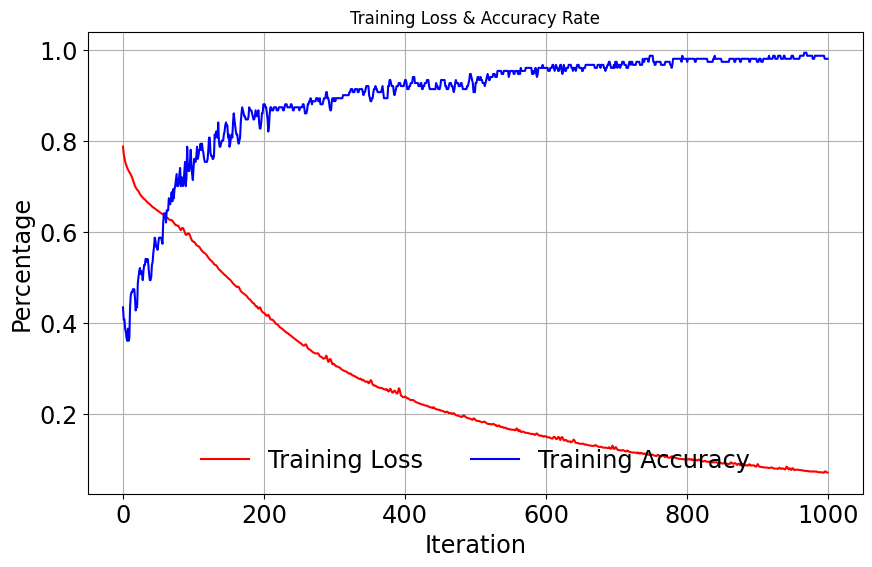 Training Loss & Accuracy Rate
1.0
0.8
0.6
0.4
0.2
Percentage
Training Loss
Training Accuracy
0 200 400 600 800 1000
Iteration